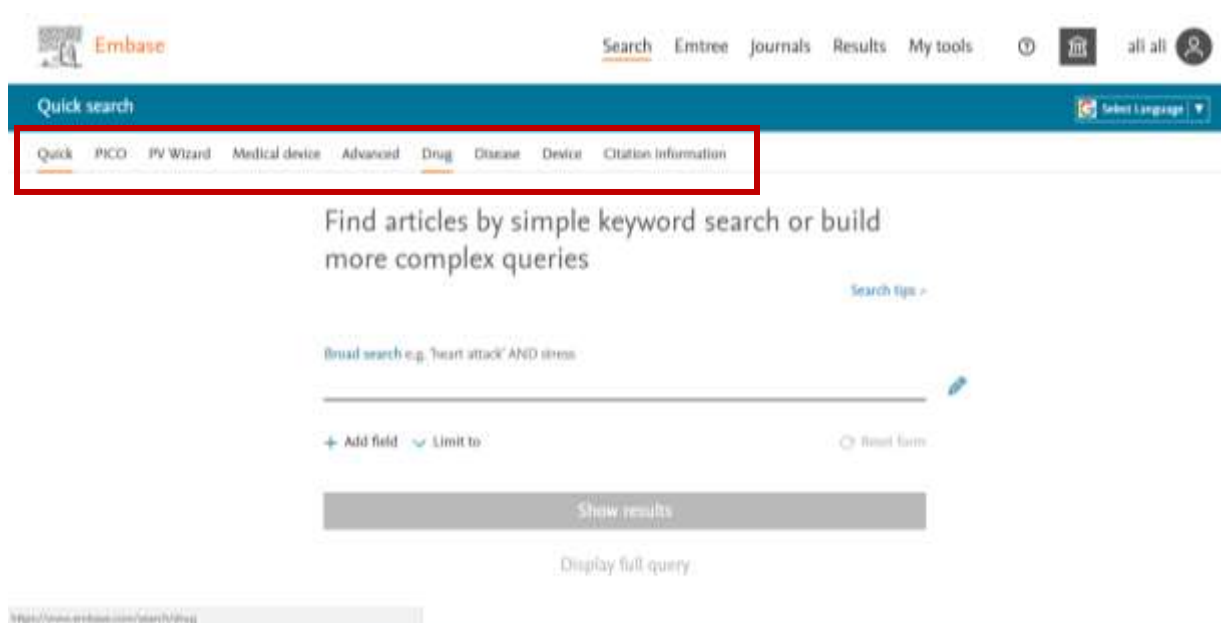 Embase
Search Emtree Journals Results My tools ali ali
Quick search
Select Language
Quick PICO PV Wizard Medical device Advanced Drug Disease Device Citation Information
Find articles by simple keyword search or build
more complex queries
Search tips >
Broad search e.g. 'heart attack' AND stress
+ Add field Limit to Reset form
Show results
Display full query
https://www.embase.com/search/drug